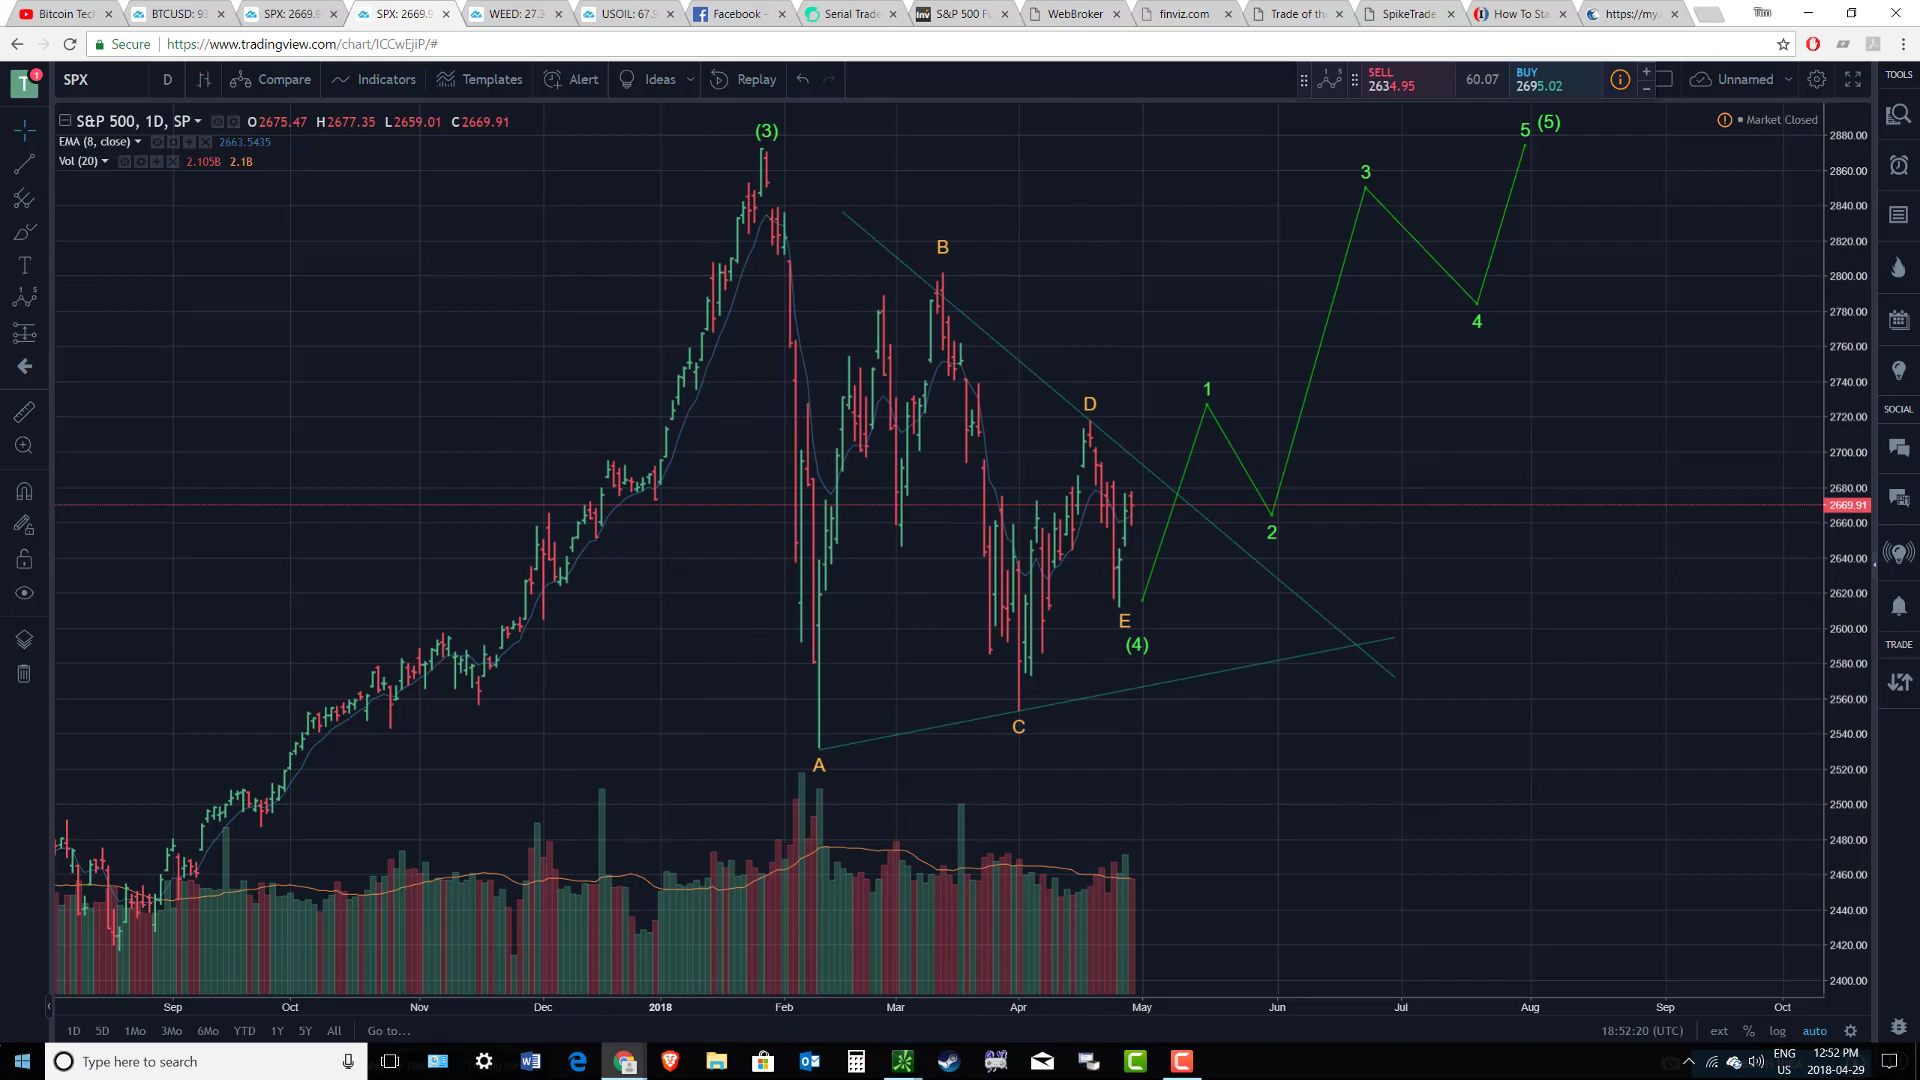 Bitcoin Tech
BTCUSD: 93
SPX: 2669.9
SPX: 2669.9
WEED: 27.3
USOIL: 67.9
Facebook –
Serial Trade
S&P 500 Fu
WebBroker
finviz.com
Trade of th
SpikeTrade
How To Sta
https://my.
Tim
Secure
https://www.tradingview.com/chart/ICCwEJiP/#
T
1
SPX
D
Compare
Indicators
Templates
Alert
Ideas
Replay
SELL
2634.95
60.07
BUY
2695.02
Unnamed
TOOLS
S&P 500, 1D, SP
O 2675.47 H 2677.35 L 2659.01 C 2669.91
EMA (8, close)
2663.5435
Vol (20)
2.105B 2.1B
Market Closed
(3)
B
D
A
C
E
(4)
1
2
3
4
5
(5)
2880.00
2860.00
2840.00
2820.00
2800.00
2780.00
2760.00
2740.00
2720.00
2700.00
2680.00
2669.91
2660.00
2640.00
2620.00
2600.00
2580.00
2560.00
2540.00
2520.00
2500.00
2480.00
2460.00
2440.00
2420.00
2400.00
SOCIAL
TRADE
Sep Oct Nov Dec 2018 Feb Mar Apr May Jun Jul Aug Sep Oct
1D 5D 1Mo 3Mo 6Mo YTD 1Y 5Y All Go to...
18:52:20 (UTC) ext % log auto
Type here to search
ENG
US
12:52 PM
2018-04-29